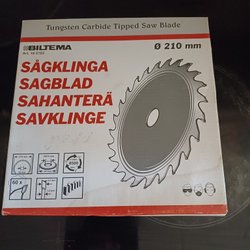 Tungsten Carbide Tipped Saw Blade
BILTEMA
Ø 210 mm
SÅGKLINGA
SAGBLAD
SAHANTERÄ
SAVKLINGE